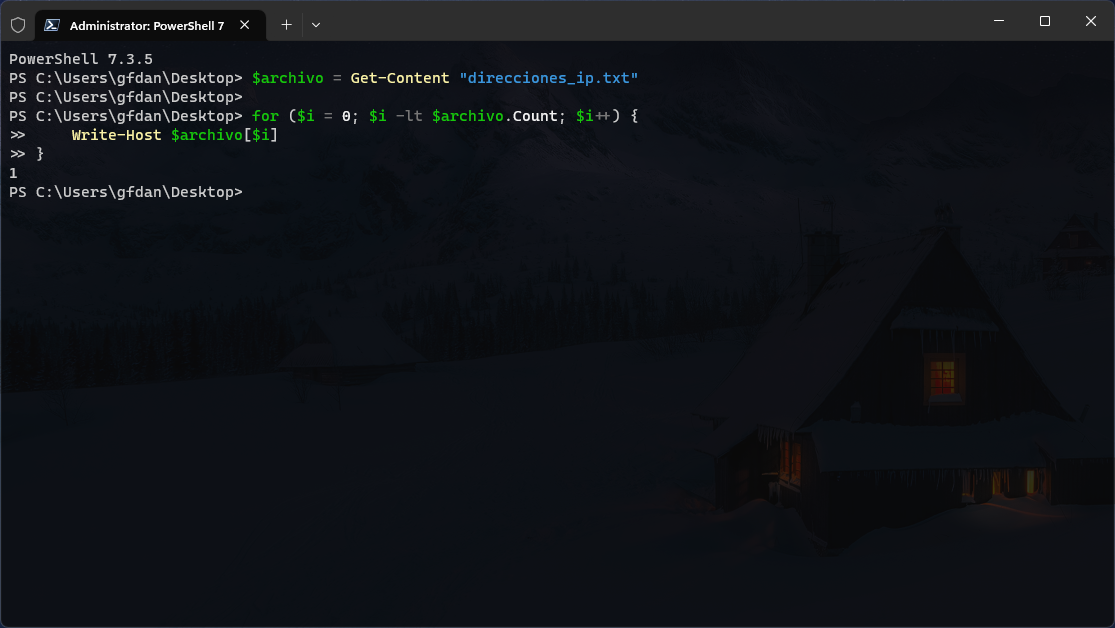 Administrator: PowerShell 7
PowerShell 7.3.5
PS C:\Users\gfdan\Desktop> $archivo = Get-Content "direcciones_ip.txt"
PS C:\Users\gfdan\Desktop>
PS C:\Users\gfdan\Desktop> for ($i = 0; $i -lt $archivo.Count; $i++) {
>>     Write-Host $archivo[$i]
>> }
1
PS C:\Users\gfdan\Desktop>